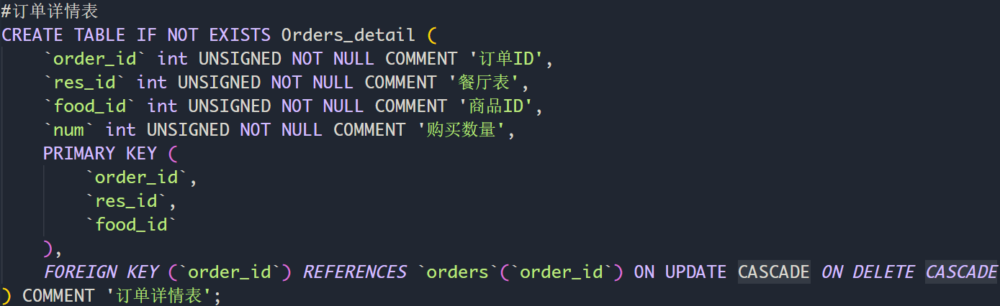 #订单详情表
CREATE TABLE IF NOT EXISTS Orders_detail (
`order_id` int UNSIGNED NOT NULL COMMENT '订单ID',
`res_id` int UNSIGNED NOT NULL COMMENT '餐厅表',
`food_id` int UNSIGNED NOT NULL COMMENT '商品ID',
`num` int UNSIGNED NOT NULL COMMENT '购买数量',
PRIMARY KEY (
`order_id`,
`res_id`,
`food_id`
),
FOREIGN KEY (`order_id`) REFERENCES `orders`(`order_id`) ON UPDATE CASCADE ON DELETE CASCADE
) COMMENT '订单详情表';